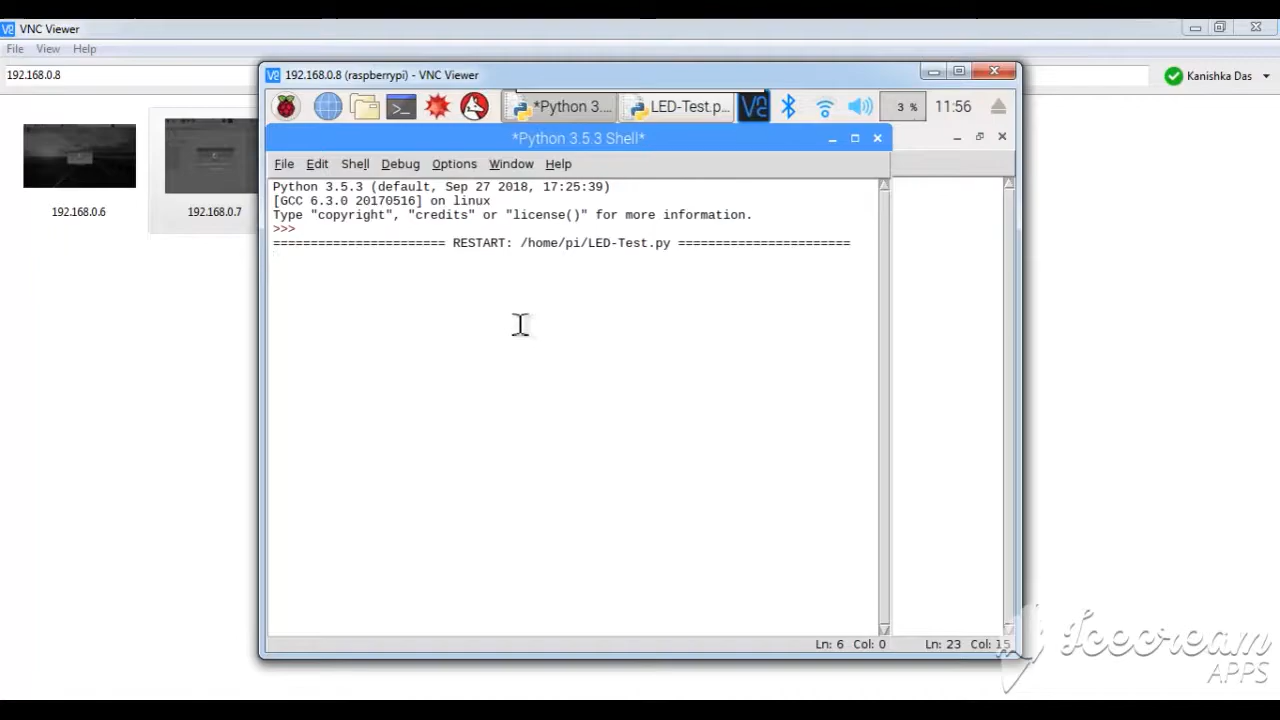 VNC Viewer
File View Help
192.168.0.8
Kanishka Das
192.168.0.6
192.168.0.7
192.168.0.8 (raspberrypi) - VNC Viewer
*Python 3....
LED-Test.p...
3 %
11:56
*Python 3.5.3 Shell*
File Edit Shell Debug Options Window Help
Python 3.5.3 (default, Sep 27 2018, 17:25:39)
[GCC 6.3.0 20170516] on linux
Type "copyright", "credits" or "license()" for more information.
>>>
======================= RESTART: /home/pi/LED-Test.py =======================
Ln: 6 Col: 0
Ln: 23 Col: 15
Icecream
APPS